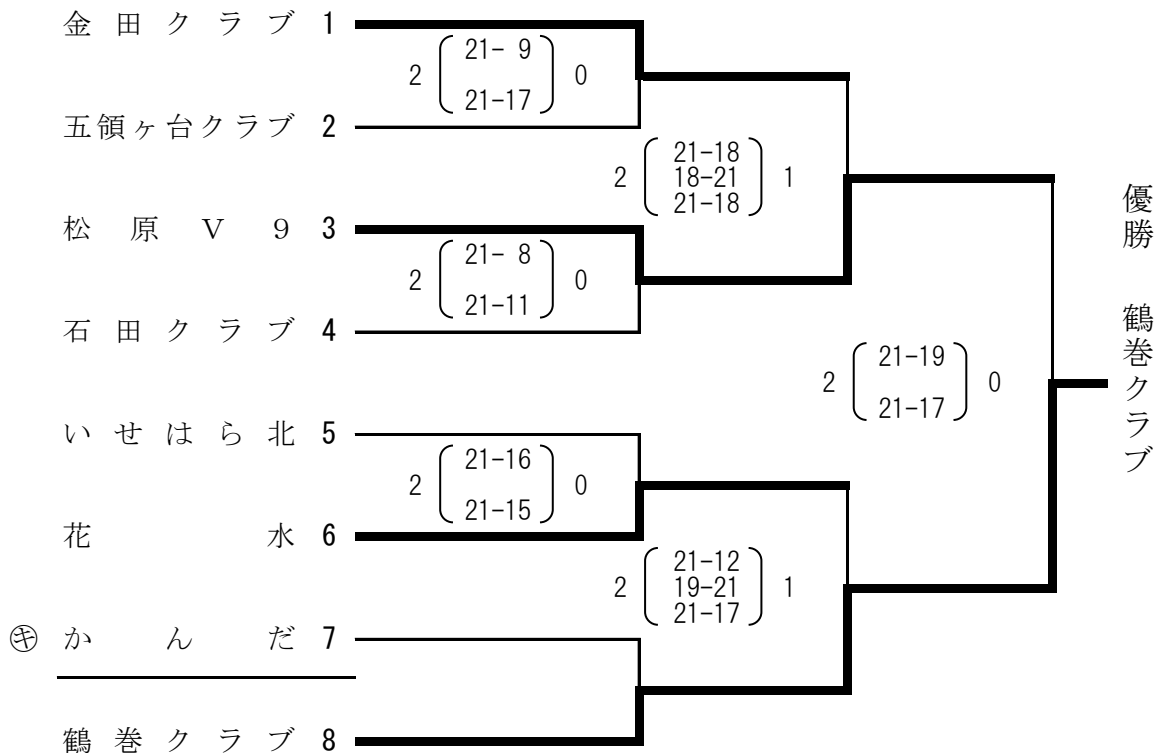 金田クラブ 1
2 21- 9 0
21-17
五領ヶ台クラブ 2
2 21-18 1
18-21
21-18
松原V9 3
2 21- 8 0
21-11
石田クラブ 4
2 21-19 0
21-17
いせはら北 5
2 21-16 0
21-15
花水 6
2 21-12 1
19-21
21-17
㋖ かんだ 7
鶴巻クラブ 8
優勝 鶴巻クラブ